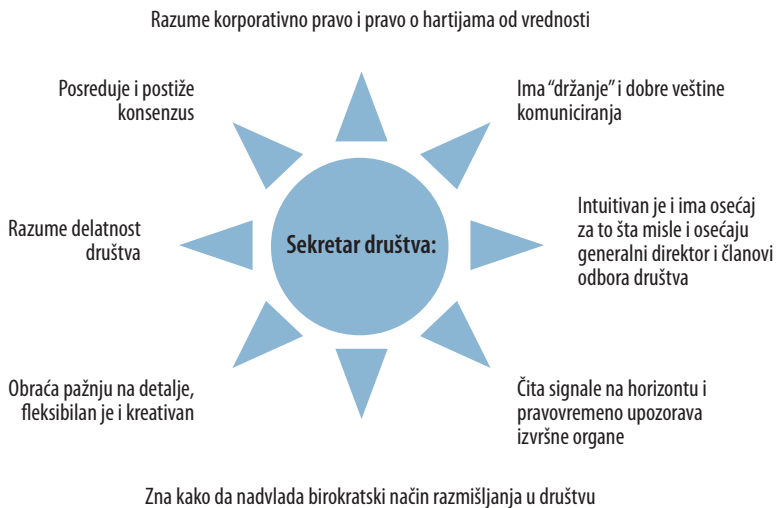 Razume korporativno pravo i pravo o hartijama od vrednosti
Posreduje i postiže
konsenzus
Ima “držanje” i dobre veštine
komuniciranja
Razume delatnost
društva
Sekretar društva:
Intuitivan je i ima osećaj
za to šta misle i osećaju
generalni direktor i članovi
odbora društva
Obraća pažnju na detalje,
fleksibilan je i kreativan
Čita signale na horizontu i
pravovremeno upozorava
izvršne organe
Zna kako da nadvlada birokratski način razmišljanja u društvu